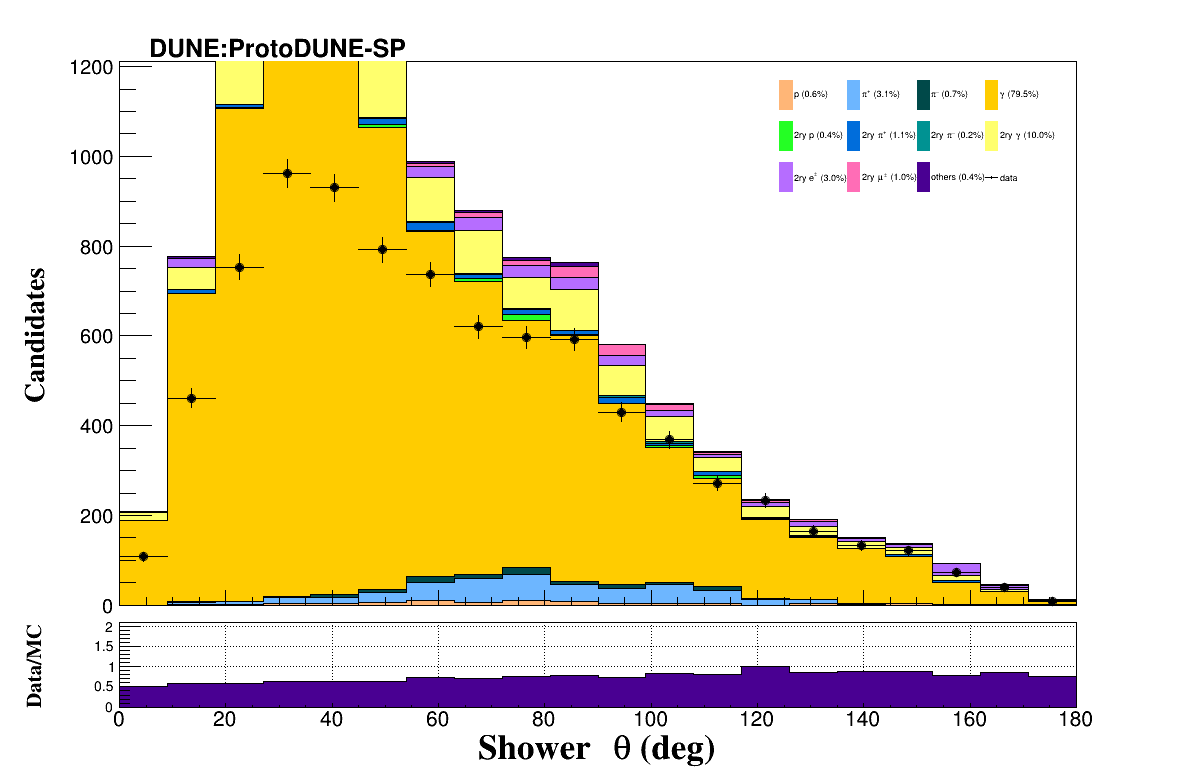 DUNE:ProtoDUNE-SP
1200
1000
800
600
400
200
0
Candidates
p (0.6%) π⁺ (3.1%) π⁻ (0.7%) γ (79.5%)
2ry p (0.4%) 2ry π⁺ (1.1%) 2ry π⁻ (0.2%) 2ry γ (10.0%)
2ry e± (3.0%) 2ry μ± (1.0%) others (0.4%) data
2
1.5
1
0.5
0
Data/MC
0 20 40 60 80 100 120 140 160 180
Shower θ (deg)